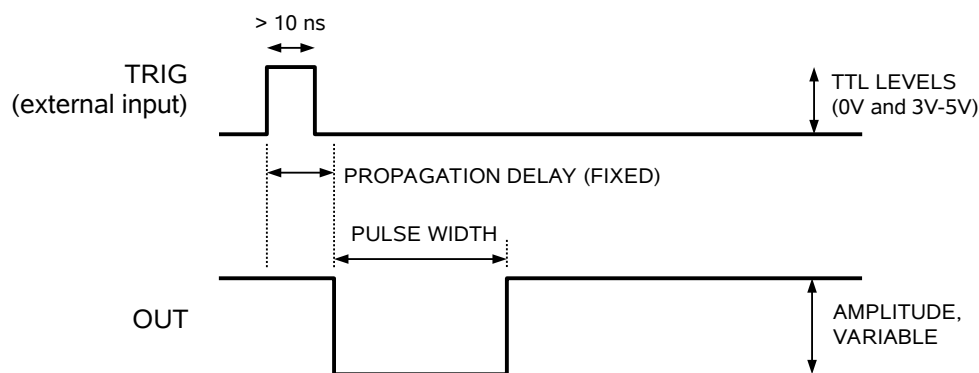 > 10 ns
TRIG
(external input)
TTL LEVELS
(0V and 3V-5V)
PROPAGATION DELAY (FIXED)
PULSE WIDTH
OUT
AMPLITUDE,
VARIABLE